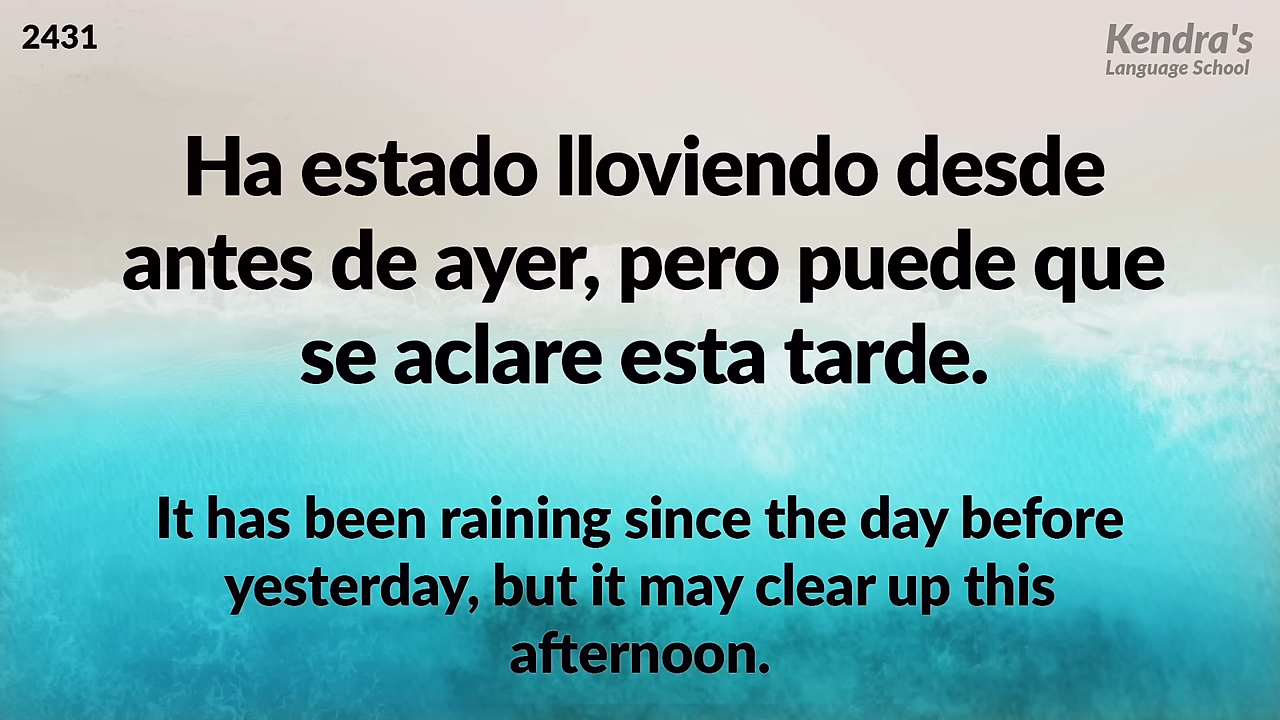 2431
Kendra's
Language School
Ha estado lloviendo desde
antes de ayer, pero puede que
se aclare esta tarde.
It has been raining since the day before
yesterday, but it may clear up this
afternoon.